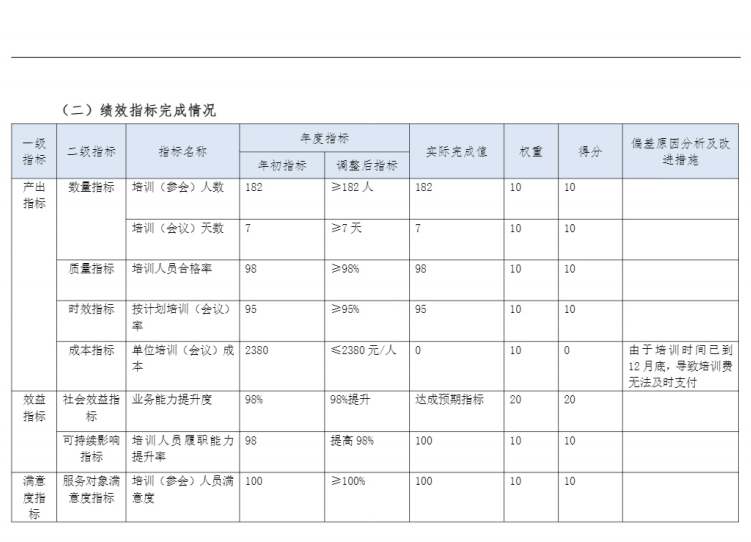 （二）绩效指标完成情况
一级指标 二级指标 指标名称 年度指标 实际完成值 权重 得分 偏差原因分析及改进措施
年初指标 调整后指标
产出指标 数量指标 培训（参会）人数 182 ≥182人 182 10 10
培训（会议）天数 7 ≥7天 7 10 10
质量指标 培训人员合格率 98 ≥98% 98 10 10
时效指标 按计划培训（会议）率 95 ≥95% 95 10 10
成本指标 单位培训（会议）成本 2380 ≤2380元/人 0 10 0 由于培训时间已到12月底，导致培训费无法及时支付
效益指标 社会效益指标 业务能力提升度 98% 98%提升 达成预期指标 20 20
可持续影响指标 培训人员履职能力提升率 98 提高98% 100 10 10
满意度指标 服务对象满意度指标 培训（参会）人员满意度 100 ≥100% 100 10 10